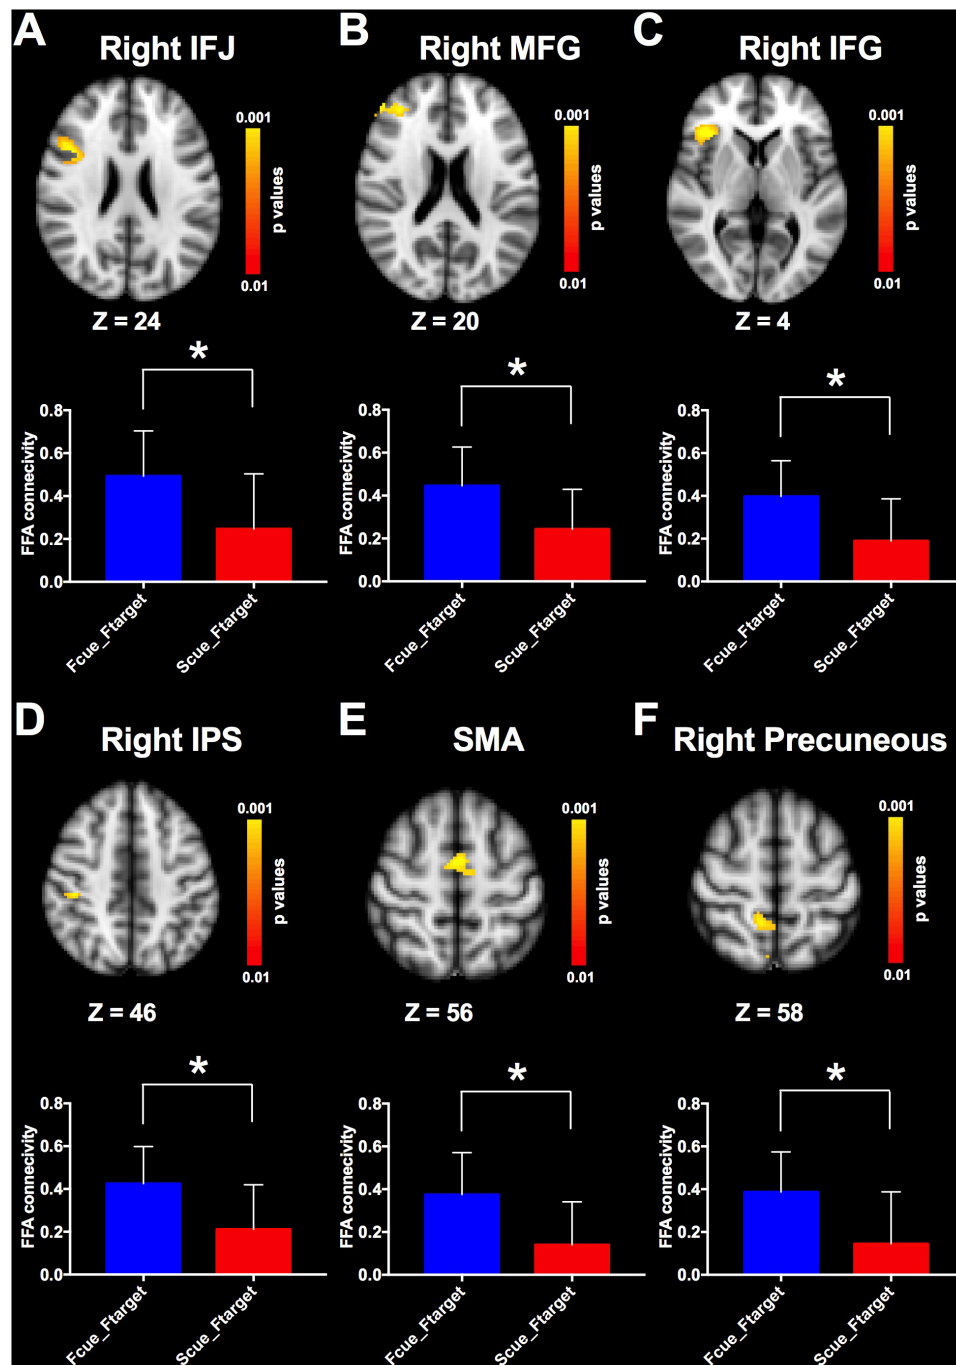 A
Right IFJ
0.001
p values
0.01
Z = 24
*
FFA connecivity
0.8
0.6
0.4
0.2
0.0
Fcue_Ftarget
Scue_Ftarget
B
Right MFG
0.001
p values
0.01
Z = 20
*
FFA connecivity
0.8
0.6
0.4
0.2
0.0
Fcue_Ftarget
Scue_Ftarget
C
Right IFG
0.001
p values
0.01
Z = 4
*
FFA connecivity
0.8
0.6
0.4
0.2
0.0
Fcue_Ftarget
Scue_Ftarget
D
Right IPS
0.001
p values
0.01
Z = 46
*
FFA connecivity
0.8
0.6
0.4
0.2
0.0
Fcue_Ftarget
Scue_Ftarget
E
SMA
0.001
p values
0.01
Z = 56
*
FFA connecivity
0.8
0.6
0.4
0.2
0.0
Fcue_Ftarget
Scue_Ftarget
F
Right Precuneous
0.001
p values
0.01
Z = 58
*
FFA connecivity
0.8
0.6
0.4
0.2
0.0
Fcue_Ftarget
Scue_Ftarget